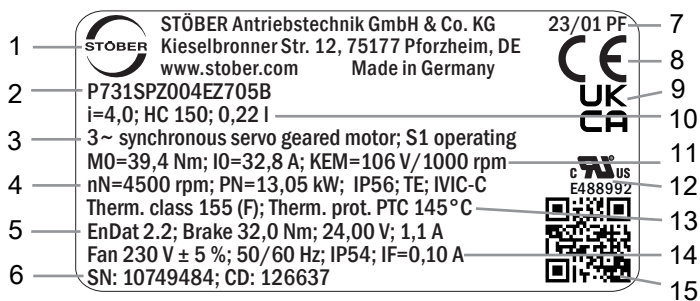 STÖBER Antriebstechnik GmbH & Co. KG 23/01 PF 7
1 STÖBER Kieselbronner Str. 12, 75177 Pforzheim, DE
www.stober.com Made in Germany CE 8
2 P731SPZ004EZ705B UK CA 9
i=4,0; HC 150; 0,22 l 10
3 3~ synchronous servo geared motor; S1 operating
M0=39,4 Nm; I0=32,8 A; KEM=106 V/1000 rpm 11
4 nN=4500 rpm; PN=13,05 kW; IP56; TE; IVIC-C c RU US 12
E488992
Therm. class 155 (F); Therm. prot. PTC 145°C 13
5 EnDat 2.2; Brake 32,0 Nm; 24,00 V; 1,1 A
Fan 230 V ± 5 %; 50/60 Hz; IP54; IF=0,10 A 14
6 SN: 10749484; CD: 126637 15